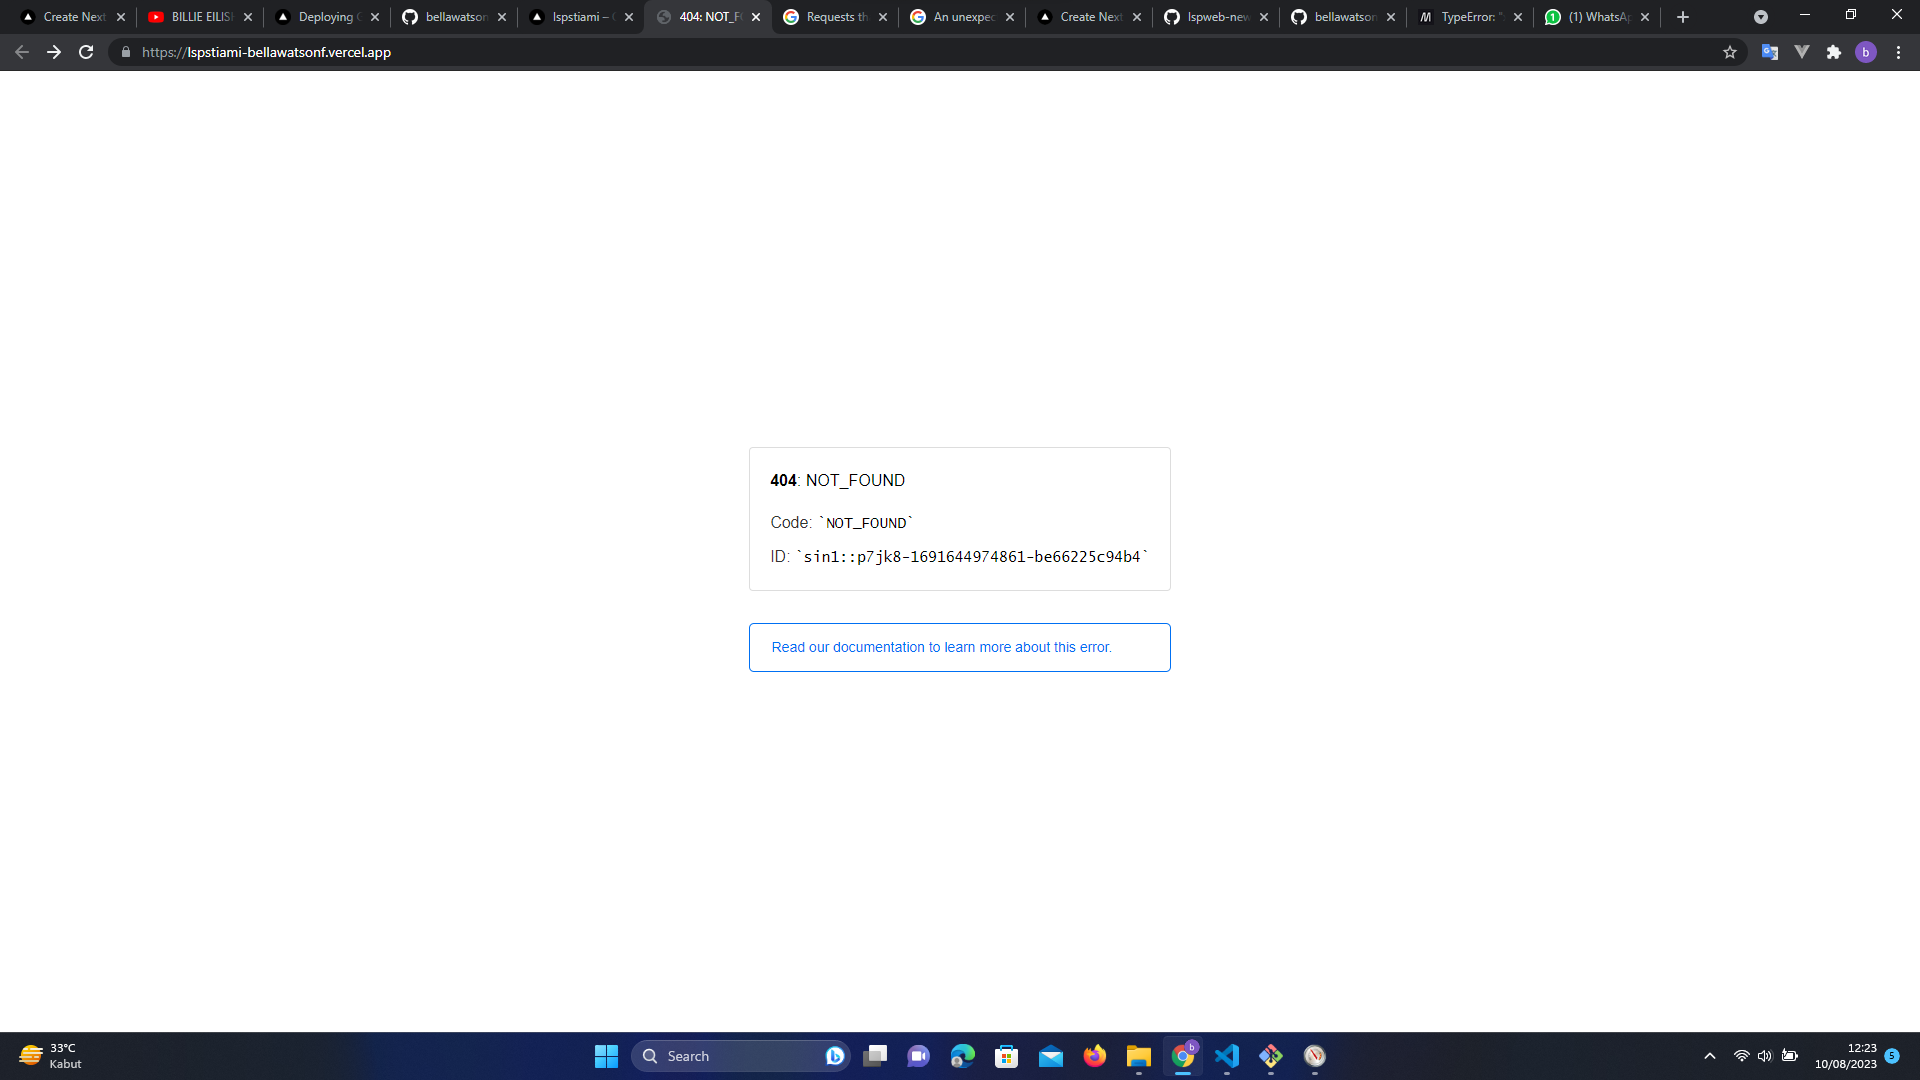 Create Next
BILLIE EILIS
Deploying
bellawatson
lspstiami –
404: NOT_F
Requests th
An unexpec
Create Next
lspweb-new
bellawatson
TypeError: "
(1) WhatsAp
https://lspstiami-bellawatsonf.vercel.app
b
404: NOT_FOUND
Code: `NOT_FOUND`
ID: `sin1::p7jk8-1691644974861-be66225c94b4`
Read our documentation to learn more about this error.
33°C
Kabut
Search
12:23
10/08/2023
5